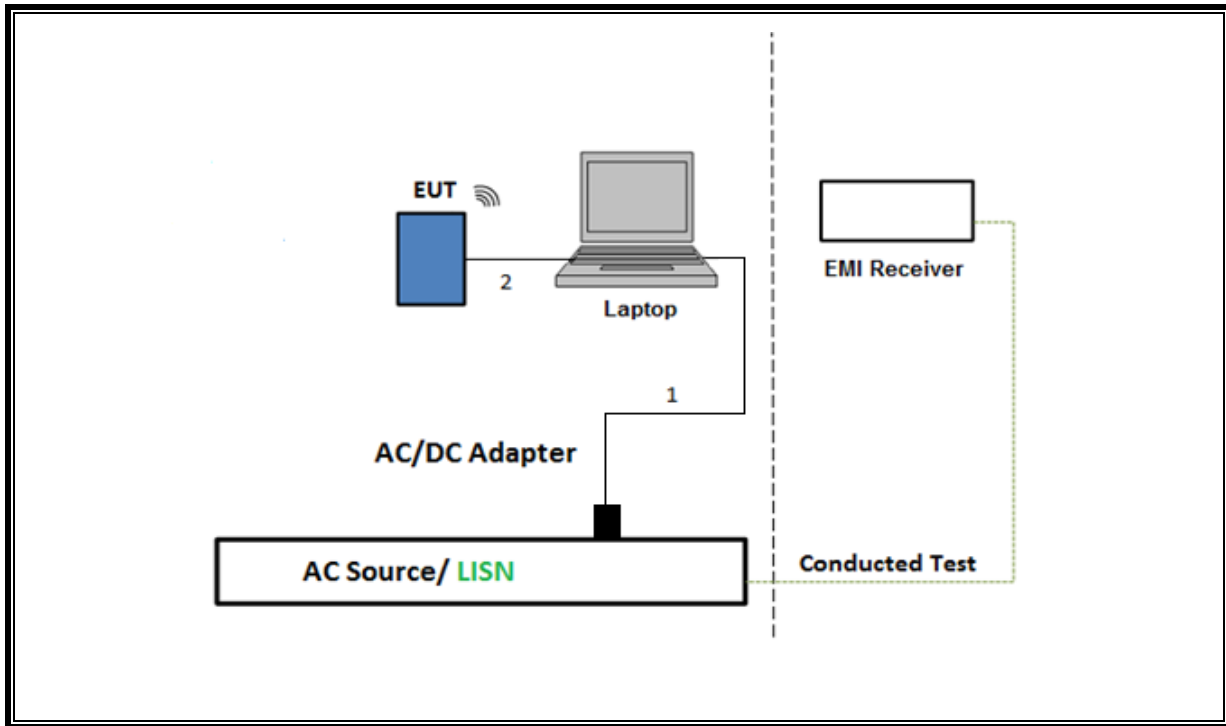 EUT
2
Laptop
EMI Receiver
1
AC/DC Adapter
AC Source/ LISN
Conducted Test